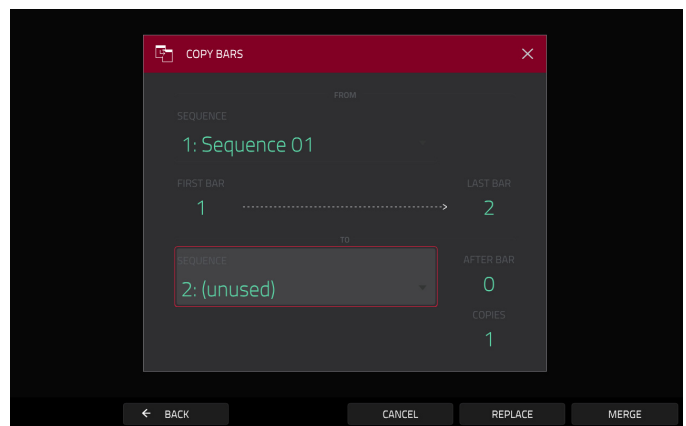 COPY BARS
FROM
SEQUENCE
1: Sequence 01
FIRST BAR
LAST BAR
1
2
TO
SEQUENCE
AFTER BAR
2: (unused)
0
COPIES
1
BACK
CANCEL
REPLACE
MERGE